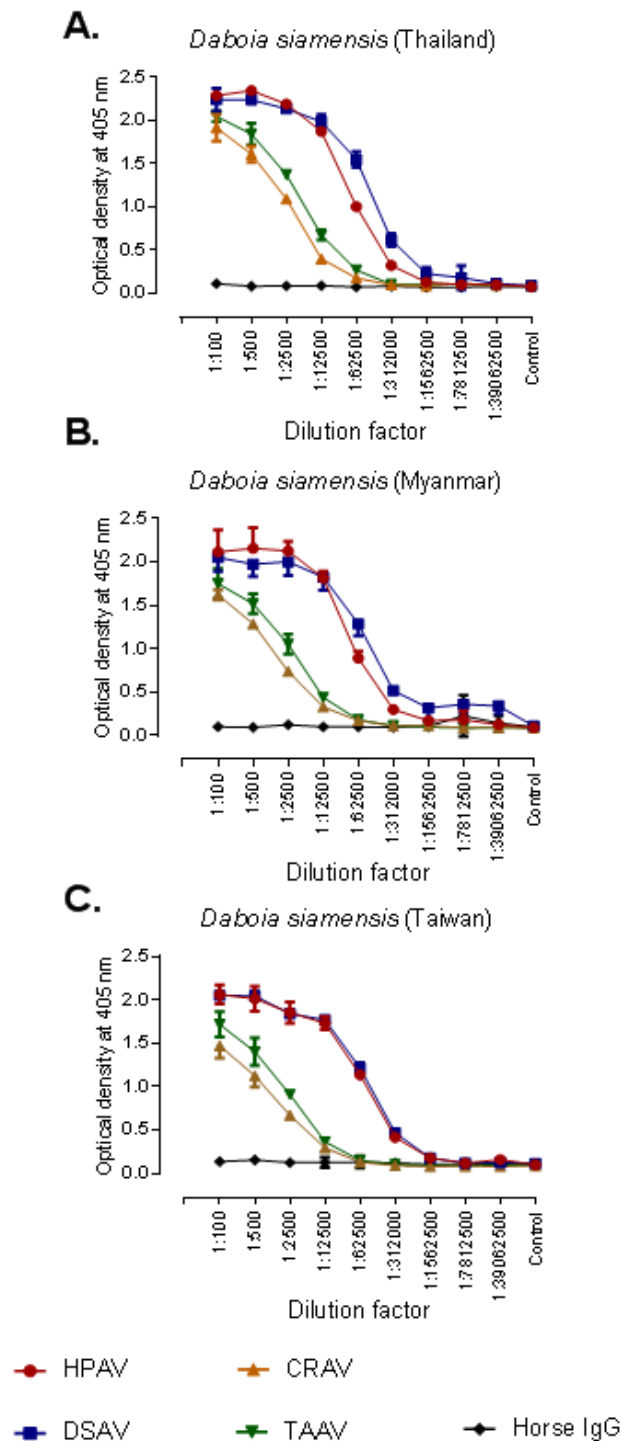 A.
Daboia siamensis (Thailand)
Optical density at 405 nm
2.5
2.0
1.5
1.0
0.5
0.0
1:100
1:500
1:2500
1:12500
1:62500
1:312000
1:1562500
1:7812500
1:39062500
Control
Dilution factor
B.
Daboia siamensis (Myanmar)
Optical density at 405 nm
2.5
2.0
1.5
1.0
0.5
0.0
1:100
1:500
1:2500
1:12500
1:62500
1:312000
1:1562500
1:7812500
1:39062500
Control
Dilution factor
C.
Daboia siamensis (Taiwan)
Optical density at 405 nm
2.5
2.0
1.5
1.0
0.5
0.0
1:100
1:500
1:2500
1:12500
1:62500
1:312000
1:1562500
1:7812500
1:39062500
Control
Dilution factor
HPAV
CRAV
DSAV
TAAV
Horse IgG